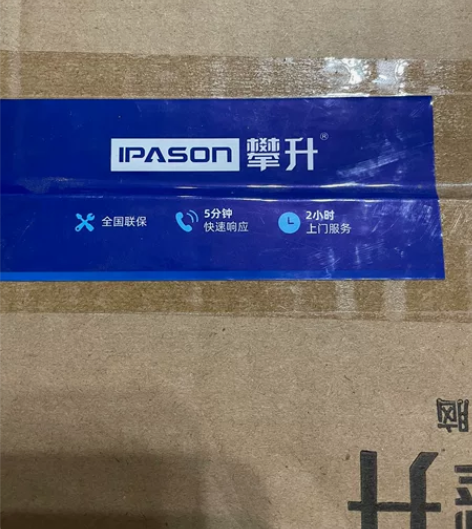 IPASON 攀升®
全国联保
5分钟
快速响应
2小时
上门服务
升